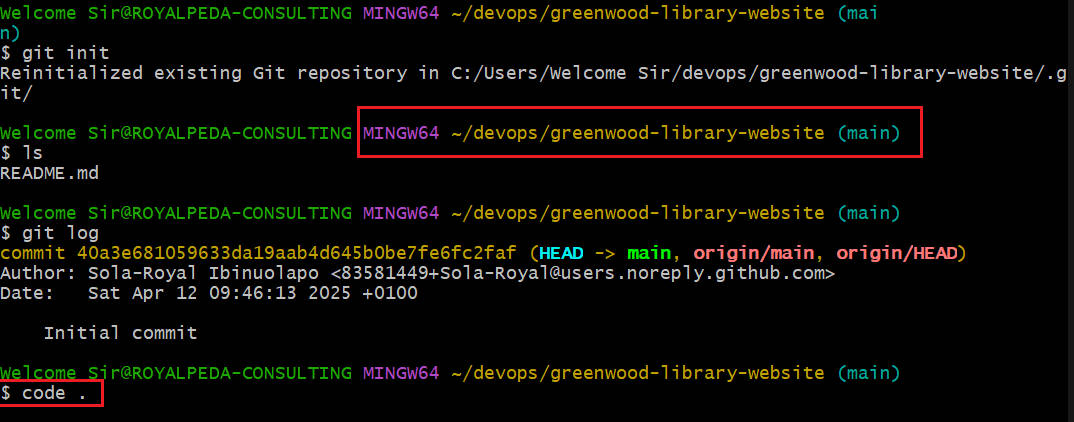 Welcome Sir@ROYALPEDA-CONSULTING MINGW64 ~/devops/greenwood-library-website (mai
n)
$ git init
Reinitialized existing Git repository in C:/Users/Welcome Sir/devops/greenwood-library-website/.g
it/
Welcome Sir@ROYALPEDA-CONSULTING MINGW64 ~/devops/greenwood-library-website (main)
$ ls
README.md
Welcome Sir@ROYALPEDA-CONSULTING MINGW64 ~/devops/greenwood-library-website (main)
$ git log
commit 40a3e681059633da19aab4d645b0be7fe6fc2faf (HEAD -> main, origin/main, origin/HEAD)
Author: Sola-Royal Ibinuolapo <83581449+Sola-Royal@users.noreply.github.com>
Date:   Sat Apr 12 09:46:13 2025 +0100
    Initial commit
Welcome Sir@ROYALPEDA-CONSULTING MINGW64 ~/devops/greenwood-library-website (main)
$ code .